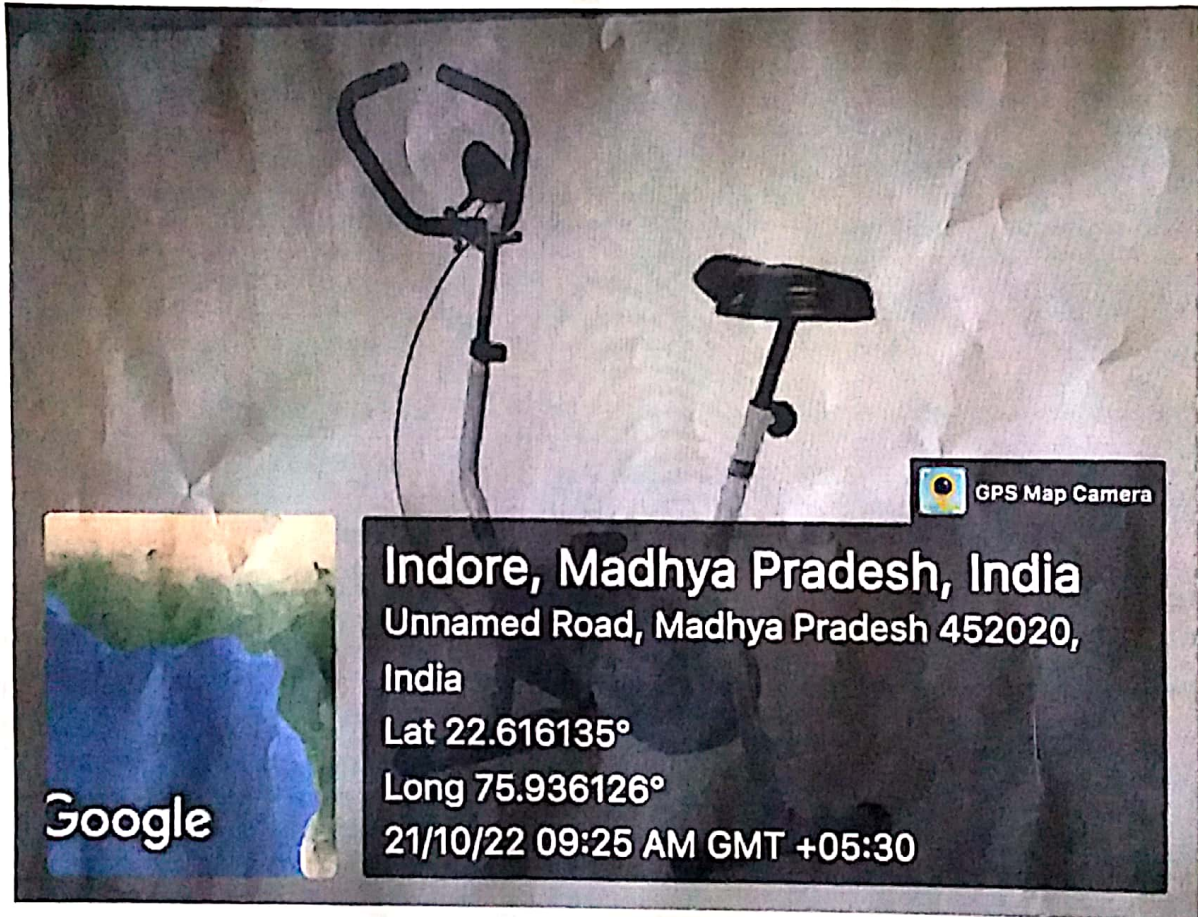 GPS Map Camera
Indore, Madhya Pradesh, India
Unnamed Road, Madhya Pradesh 452020,
India
Lat 22.616135°
Long 75.936126°
21/10/22 09:25 AM GMT +05:30
Google